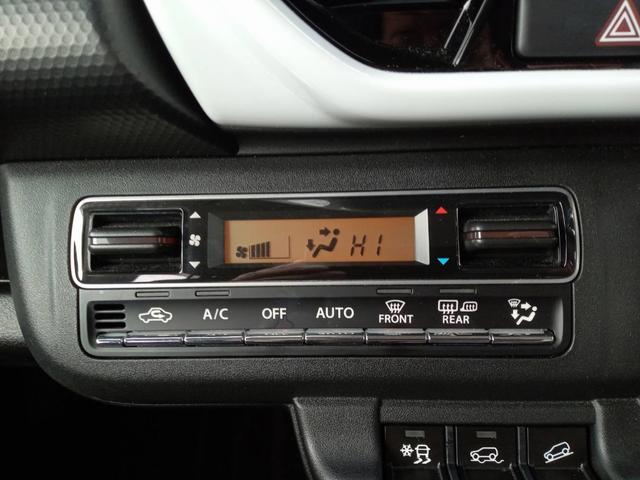 HI
A/C OFF AUTO FRONT REAR